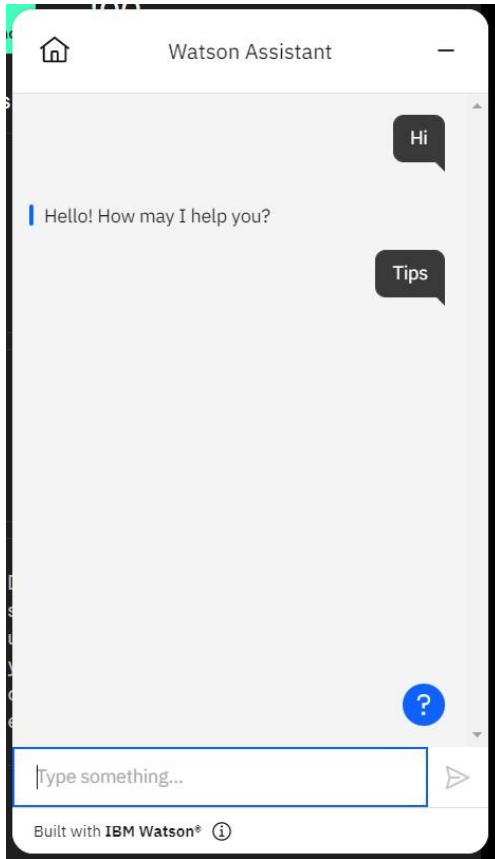 Watson Assistant
Hi
Hello! How may I help you?
Tips
?
Type something...
Built with IBM Watson®